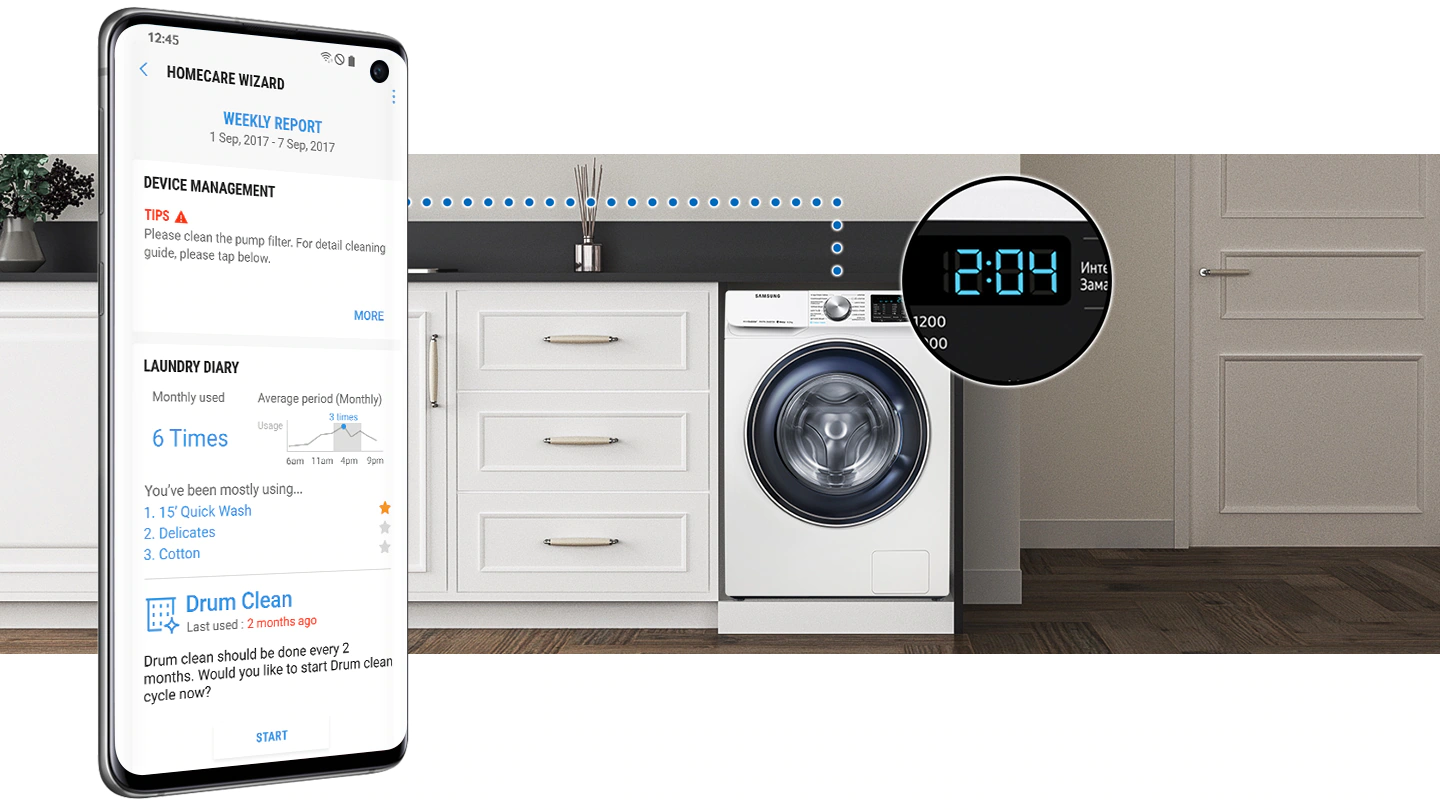 12:45
HOMECARE WIZARD
WEEKLY REPORT
1 Sep, 2017 - 7 Sep, 2017
DEVICE MANAGEMENT
TIPS
Please clean the pump filter. For detail cleaning
guide, please tap below.
MORE
LAUNDRY DIARY
Monthly used
Average period (Monthly)
3 times
Usage
6 Times
6am 11am 4pm 9pm
You've been mostly using...
1. 15' Quick Wash
2. Delicates
3. Cotton
Drum Clean
Last used : 2 months ago
Drum clean should be done every 2
months. Would you like to start Drum clean
cycle now?
START
SAMSUNG
2:04
Инте
Зама
1200